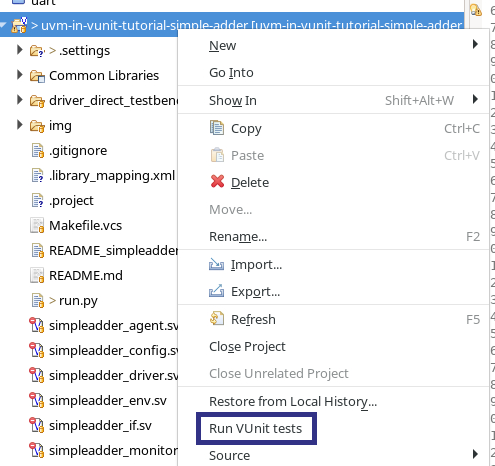 uart
> uvm-in-vunit-tutorial-simple-adder [uvm-in-vunit-tutorial-simple-adder
> .settings
Common Libraries
driver_direct_testben
img
.gitignore
.library_mapping.xml
.project
Makefile.vcs
README_simpleadder
README.md
> run.py
simpleadder_agent.sv
simpleadder_config.sv
simpleadder_driver.sv
simpleadder_env.sv
simpleadder_if.sv
simpleadder_monitor
New
Go Into
Show In Shift+Alt+W
Copy Ctrl+C
Paste Ctrl+V
Delete
Move...
Rename... F2
Import...
Export...
Refresh F5
Close Project
Close Unrelated Project
Restore from Local History...
Run VUnit tests
Source